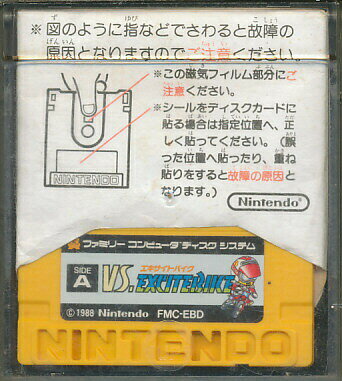 ※図のように指などでさわると故障の
原因となりますのでご注意ください。
※この磁気フィルム部分にご
注意ください。
※シールをディスクカードに
貼る場合は指定位置へ、正
しく貼ってください。(誤
った位置へ貼ったり、重ね
貼りをすると故障の原因と
なります。)
NINTENDO
Nintendo
ファミリー コンピュータ ディスク システム
SIDE
A
エキサイトバイク
VS. EXCITEBIKE
©1988 Nintendo FMC-EBD
NINTENDO